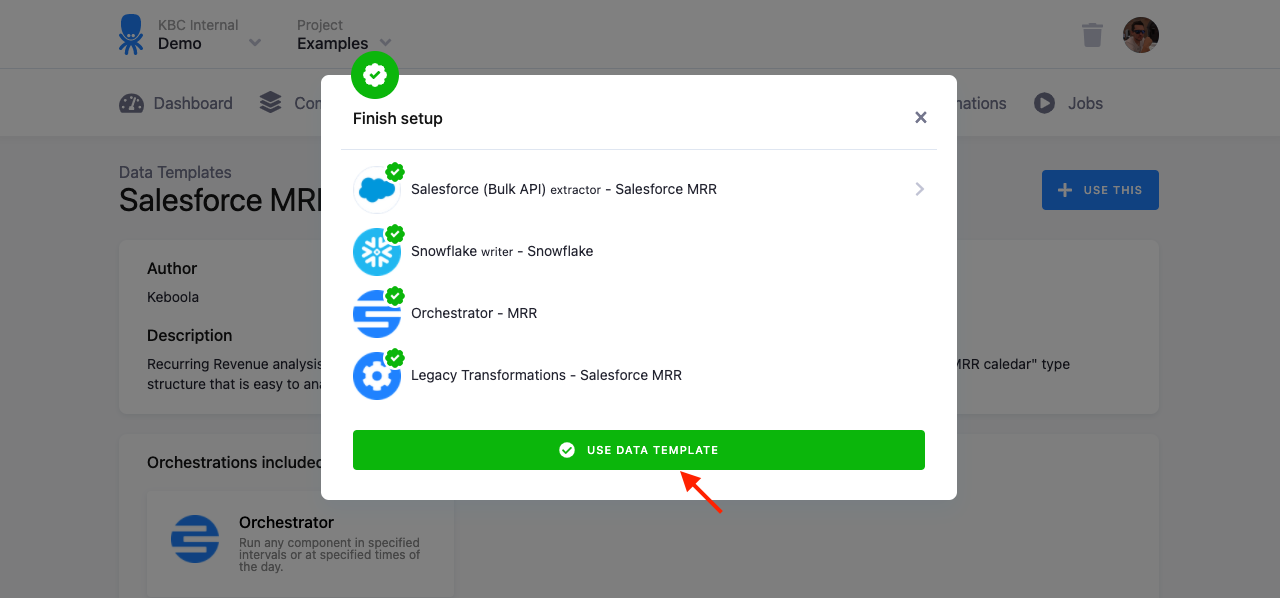 KBC Internal
Demo
Project
Examples
Dashboard
Jobs
Finish setup
Salesforce (Bulk API) extractor - Salesforce MRR
Snowflake writer - Snowflake
Orchestrator - MRR
Legacy Transformations - Salesforce MRR
USE DATA TEMPLATE
Data Templates
Salesforce MRR
USE THIS
Author
Keboola
Description
Recurring Revenue analysis
MRR caledar" type
structure that is easy to
Orchestrations included
Orchestrator
Run any component in specified
intervals or at specified times of
the day.